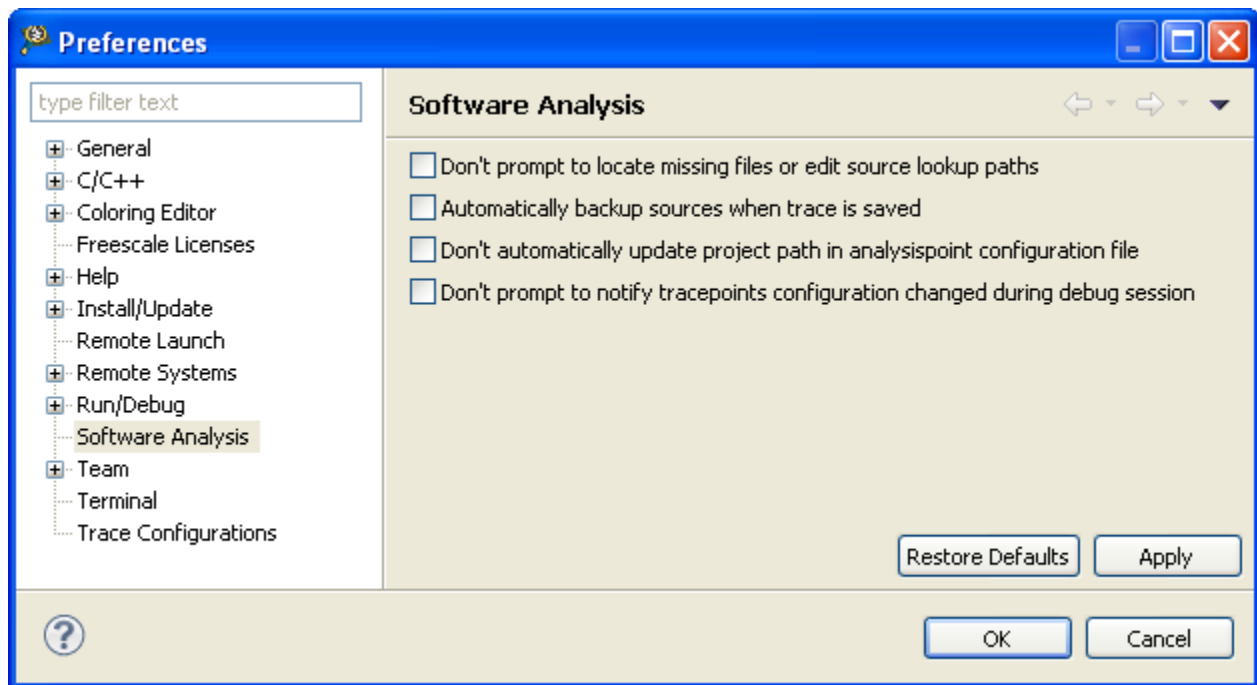 Preferences
type filter text
General
C/C++
Coloring Editor
Freescale Licenses
Help
Install/Update
Remote Launch
Remote Systems
Run/Debug
Software Analysis
Team
Terminal
Trace Configurations
Software Analysis
Don't prompt to locate missing files or edit source lookup paths
Automatically backup sources when trace is saved
Don't automatically update project path in analysispoint configuration file
Don't prompt to notify tracepoints configuration changed during debug session
Restore Defaults Apply
OK Cancel